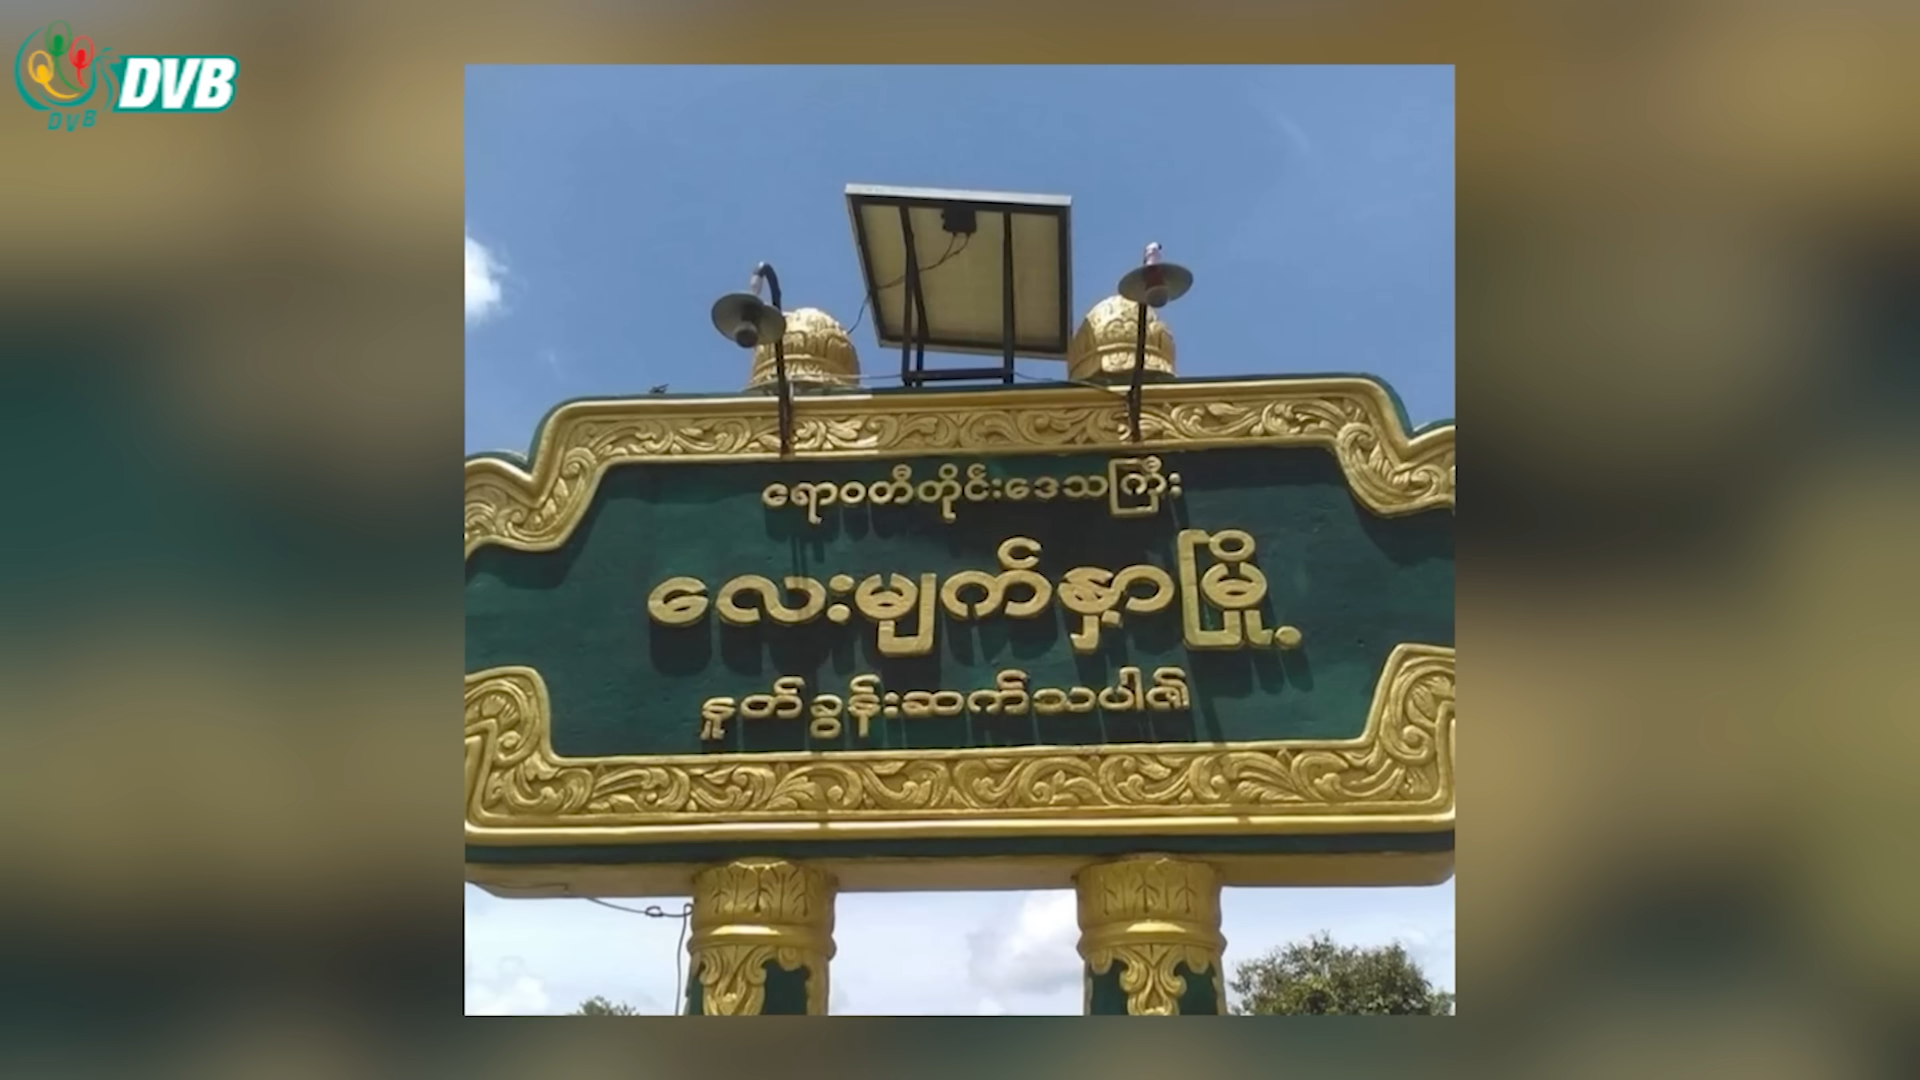 DVB
DVB
ဧရာဝတီတိုင်းဒေသကြီး
လေးမျက်နှာမြို့
နှုတ်ခွန်းဆက်သပါ၏